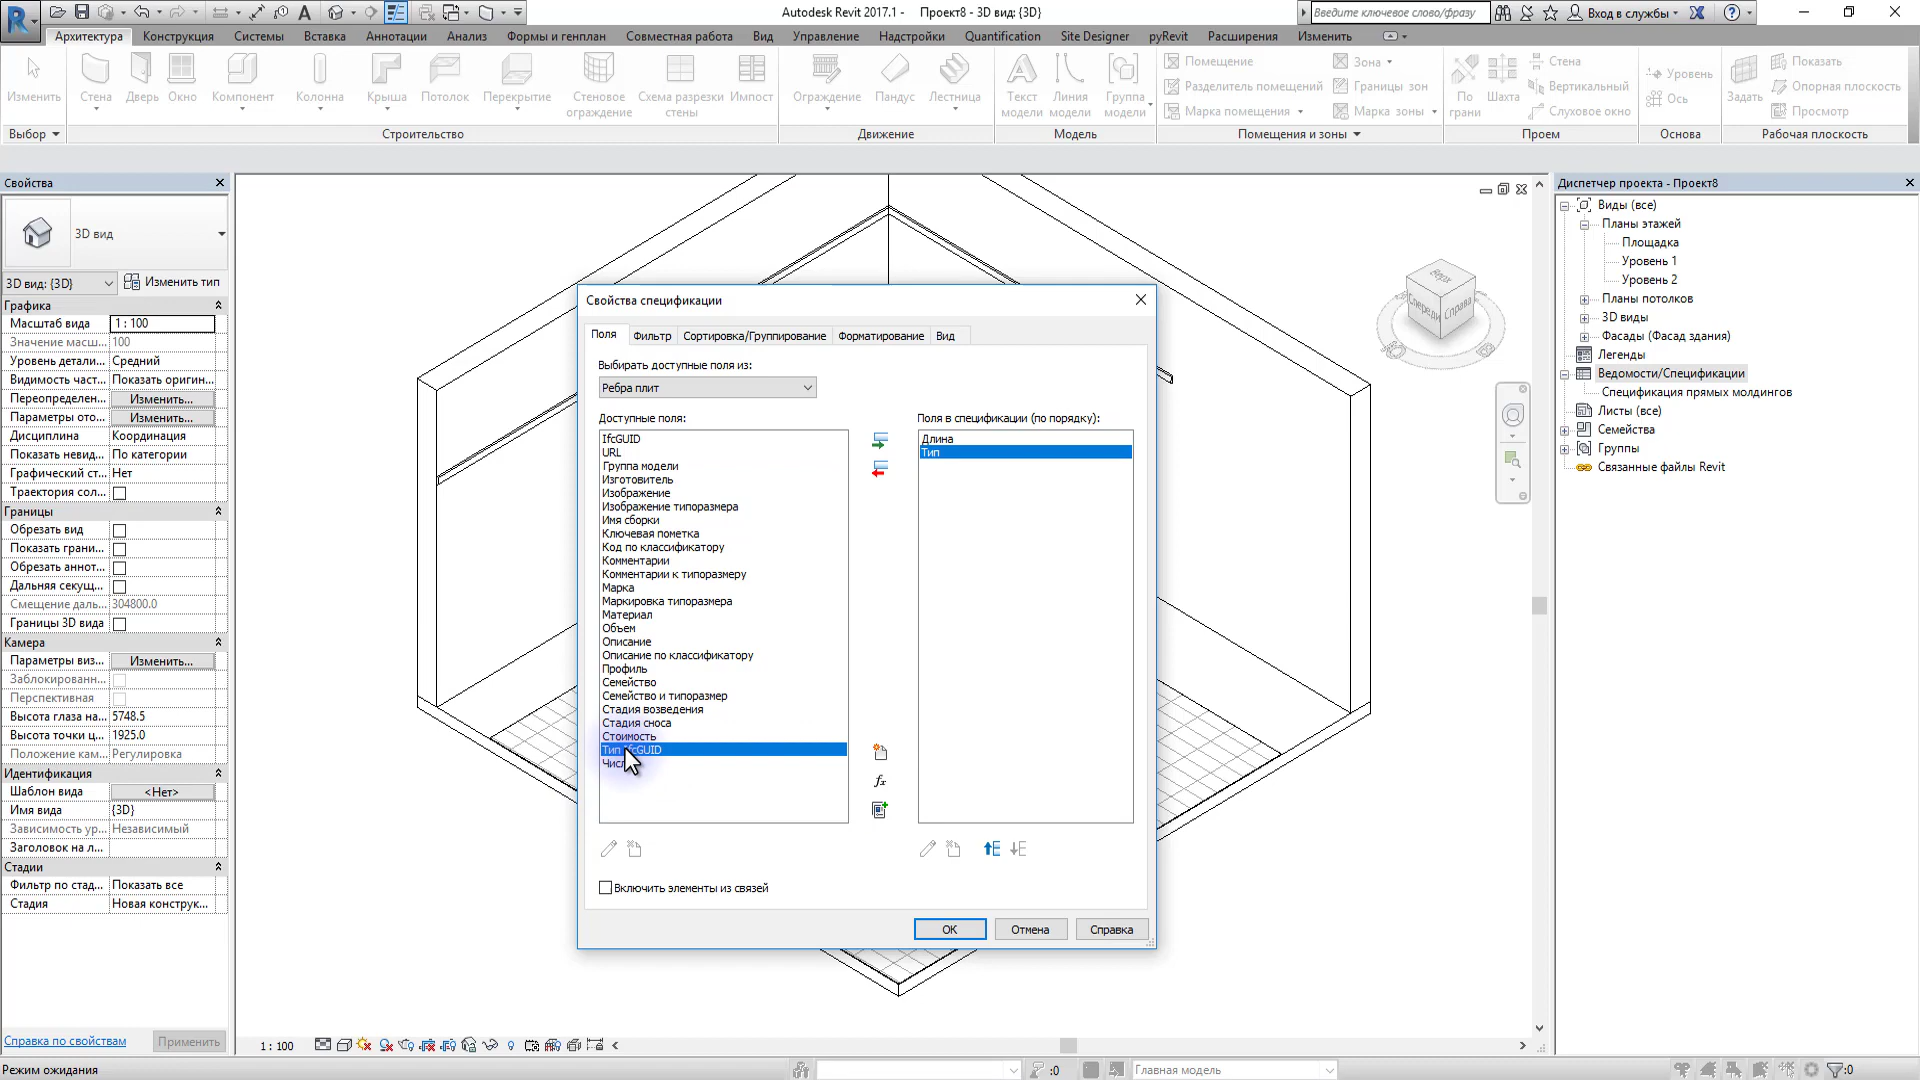 Autodesk Revit 2017.1 - Проект8 - 3D вид: {3D}
Введите ключевое слово/фразу
Вход в службы
Архитектура Конструкция Системы Вставка Аннотации Анализ Формы и генплан Совместная работа Вид Управление Надстройки Quantification Site Designer pyRevit Расширения Изменить
Изменить
Стена
Дверь
Окно
Компонент
Колонна
Крыша
Потолок
Перекрытие
Стеновое
ограждение
Схема разрезки
стены
Импост
Ограждение
Пандус
Лестница
Текст
модели
Линия
модели
Группа
модели
Помещение
Разделитель помещений
Марка помещения
Зона
Границы зон
Марка зоны
По
грани
Шахта
Стена
Вертикальный
Слуховое окно
Уровень
Ось
Задать
Показать
Опорная плоскость
Просмотр
Выбор
Строительство
Движение
Модель
Помещения и зоны
Проем
Основа
Рабочая плоскость
Свойства
3D вид
3D вид: {3D}
Изменить тип
Графика
Масштаб вида 1 : 100
Значение масш... 100
Уровень детали... Средний
Видимость част... Показать оригин...
Переопределен... Изменить...
Параметры ото... Изменить...
Дисциплина Координация
Показать невид... По категории
Графический ст... Нет
Траектория сол...
Границы
Обрезать вид
Показать грани...
Обрезать аннот...
Дальняя секущ...
Смещение даль... 304800.0
Границы 3D вида
Камера
Параметры виз... Изменить...
Заблокированн...
Перспективная
Высота глаза на... 5748.5
Высота точки ц... 1925.0
Положение кам... Регулировка
Идентификация
Шаблон вида <Нет>
Имя вида {3D}
Зависимость ур... Независимый
Заголовок на л...
Стадии
Фильтр по стад... Показать все
Стадия Новая конструк...
Справка по свойствам
Применить
Свойства спецификации
Поля Фильтр Сортировка/Группирование Форматирование Вид
Выбирать доступные поля из:
Ребра плит
Доступные поля:
IfcGUID
URL
Группа модели
Изготовитель
Изображение
Изображение типоразмера
Имя сборки
Ключевая пометка
Код по классификатору
Комментарии
Комментарии к типоразмеру
Марка
Маркировка типоразмера
Материал
Объем
Описание
Описание по классификатору
Профиль
Семейство
Семейство и типоразмер
Стадия возведения
Стадия сноса
Стоимость
Тип IfcGUID
Поля в спецификации (по порядку):
Длина
Тип
fx
Включить элементы из связей
ОК
Отмена
Справка
Верх
Спереди
Справа
Диспетчер проекта - Проект8
Виды (все)
Планы этажей
Площадка
Уровень 1
Уровень 2
Планы потолков
3D виды
Фасады (Фасад здания)
Легенды
Ведомости/Спецификации
Спецификация прямых молдингов
Листы (все)
Семейства
Группы
Связанные файлы Revit
1 : 100
Режим ожидания
:0
Главная модель
:0